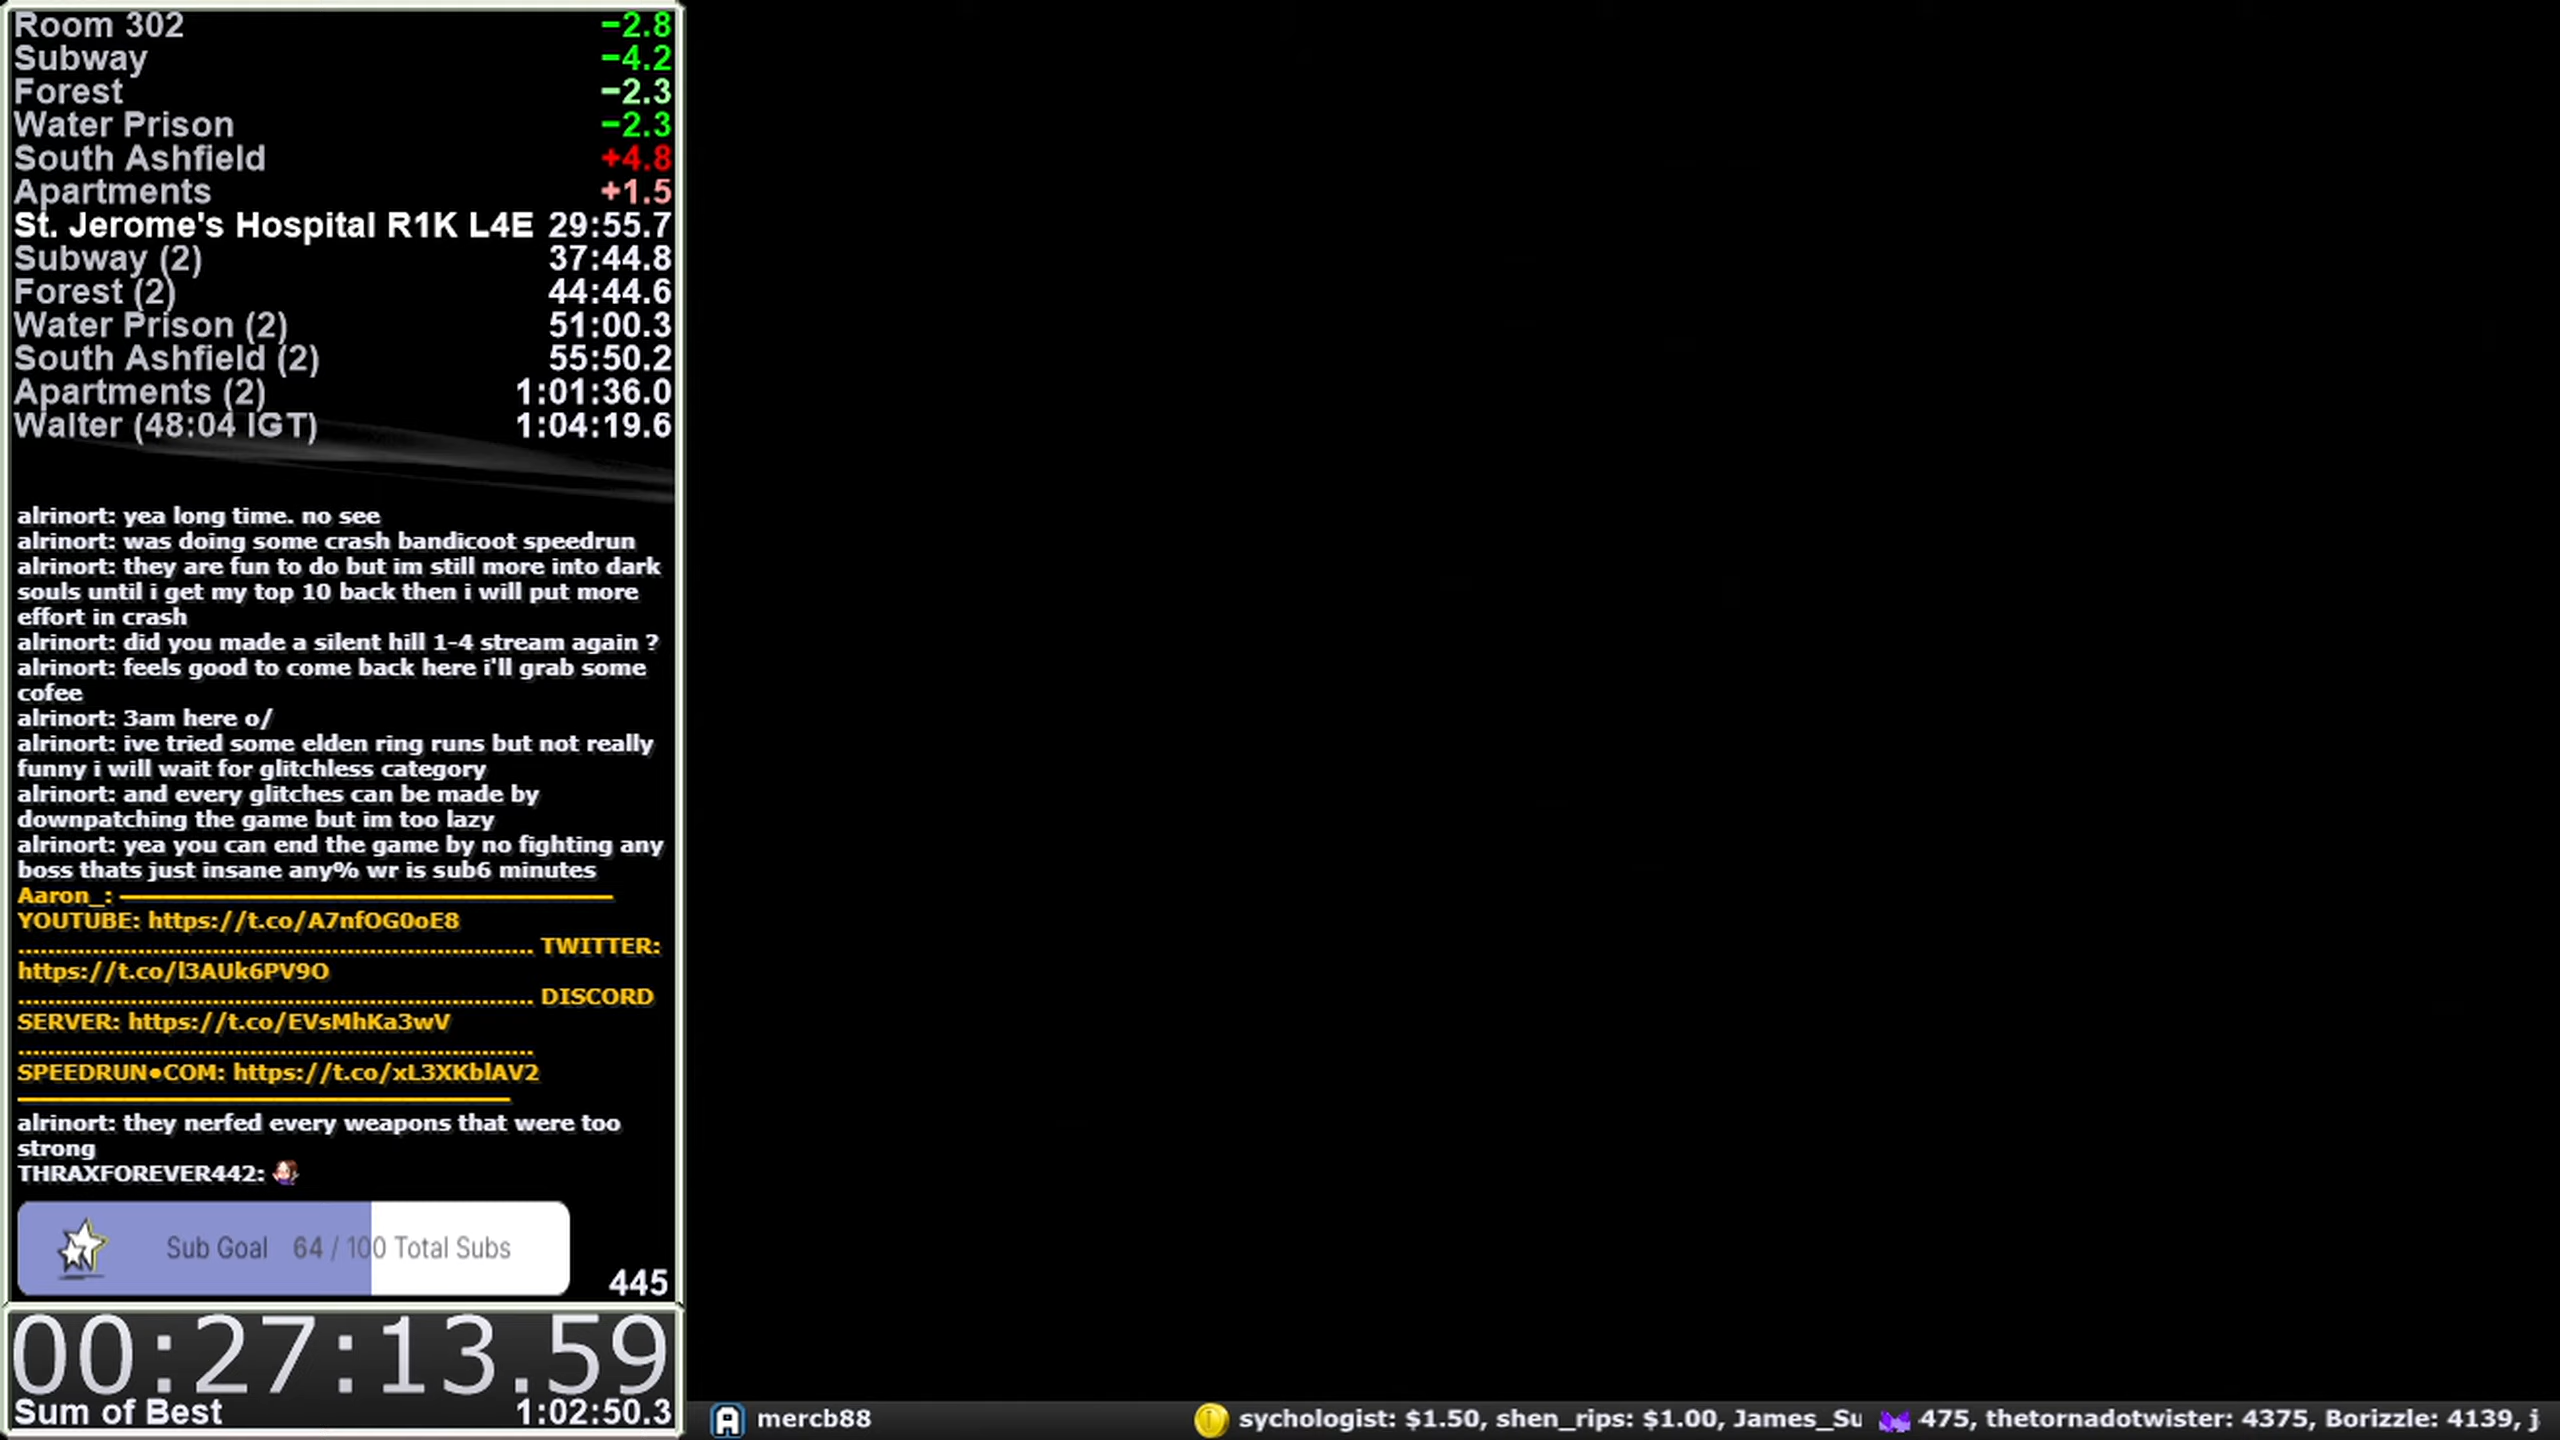 Room 302 −2.8
Subway −4.2
Forest −2.3
Water Prison −2.3
South Ashfield +4.8
Apartments +1.5
St. Jerome's Hospital R1K L4E 29:55.7
Subway (2) 37:44.8
Forest (2) 44:44.6
Water Prison (2) 51:00.3
South Ashfield (2) 55:50.2
Apartments (2) 1:01:36.0
Walter (48:04 IGT) 1:04:19.6
alrinort: yea long time. no see
alrinort: was doing some crash bandicoot speedrun
alrinort: they are fun to do but im still more into dark
souls until i get my top 10 back then i will put more
effort in crash
alrinort: did you made a silent hill 1-4 stream again ?
alrinort: feels good to come back here i'll grab some
cofee
alrinort: 3am here o/
alrinort: ive tried some elden ring runs but not really
funny i will wait for glitchless category
alrinort: and every glitches can be made by
downpatching the game but im too lazy
alrinort: yea you can end the game by no fighting any
boss thats just insane any% wr is sub6 minutes
Aaron_:
YOUTUBE: https://t.co/A7nfOG0oE8
TWITTER:
https://t.co/l3AUk6PV9O
DISCORD
SERVER: https://t.co/EVsMhKa3wV
SPEEDRUN●COM: https://t.co/xL3XKblAV2
alrinort: they nerfed every weapons that were too
strong
THRAXFOREVER442:
Sub Goal 64 / 100 Total Subs
445
00:27:13.59
Sum of Best 1:02:50.3
mercb88
sychologist: $1.50, shen_rips: $1.00, James_Su
475, thetornadotwister: 4375, Borizzle: 4139, j